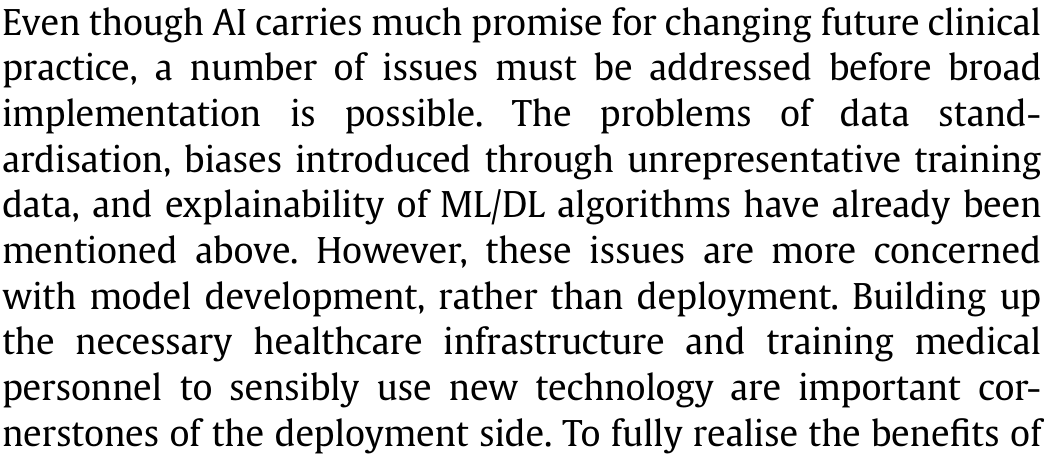 Even though AI carries much promise for changing future clinical
practice, a number of issues must be addressed before broad
implementation is possible. The problems of data stand-
ardisation, biases introduced through unrepresentative training
data, and explainability of ML/DL algorithms have already been
mentioned above. However, these issues are more concerned
with model development, rather than deployment. Building up
the necessary healthcare infrastructure and training medical
personnel to sensibly use new technology are important cor-
nerstones of the deployment side. To fully realise the benefits of